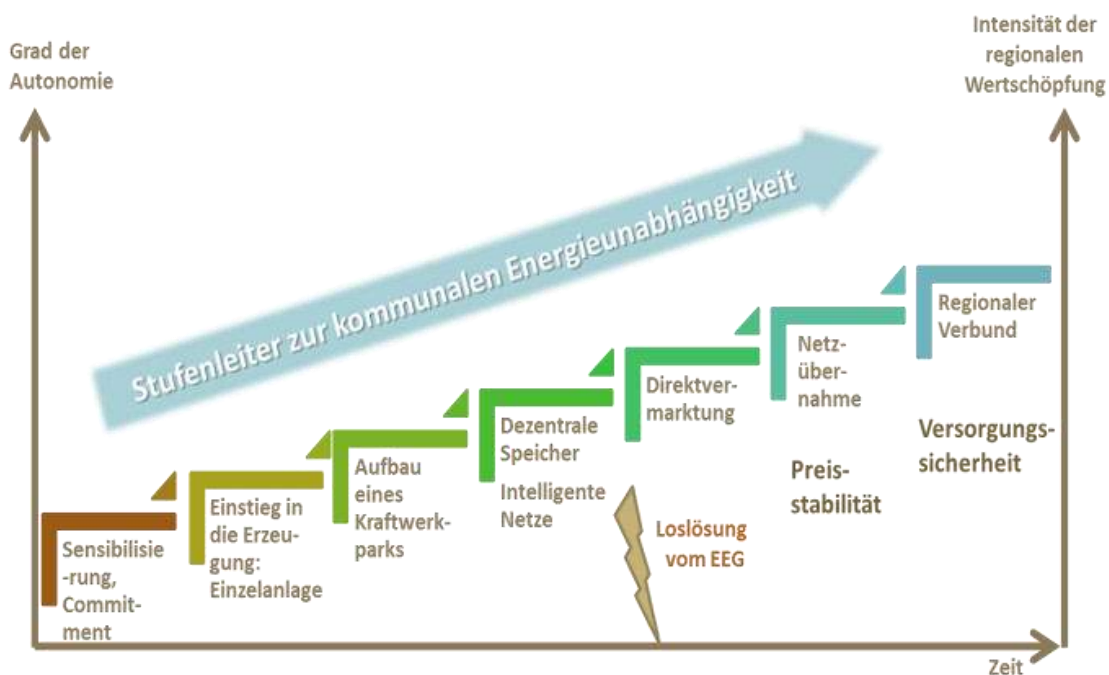 Grad der
Autonomie
Intensität der
regionalen
Wertschöpfung
Stufenleiter zur kommunalen Energieunabhängigkeit
Sensibilisie
-rung,
Commit-
ment
Einstieg in
die Erzeu-
gung:
Einzelanlage
Aufbau
eines
Kraftwerk-
parks
Dezentrale
Speicher
Intelligente
Netze
Loslösung
vom EEG
Direktver-
marktung
Netz-
über-
nahme
Preis-
stabilität
Regionaler
Verbund
Versorgungs-
sicherheit
Zeit